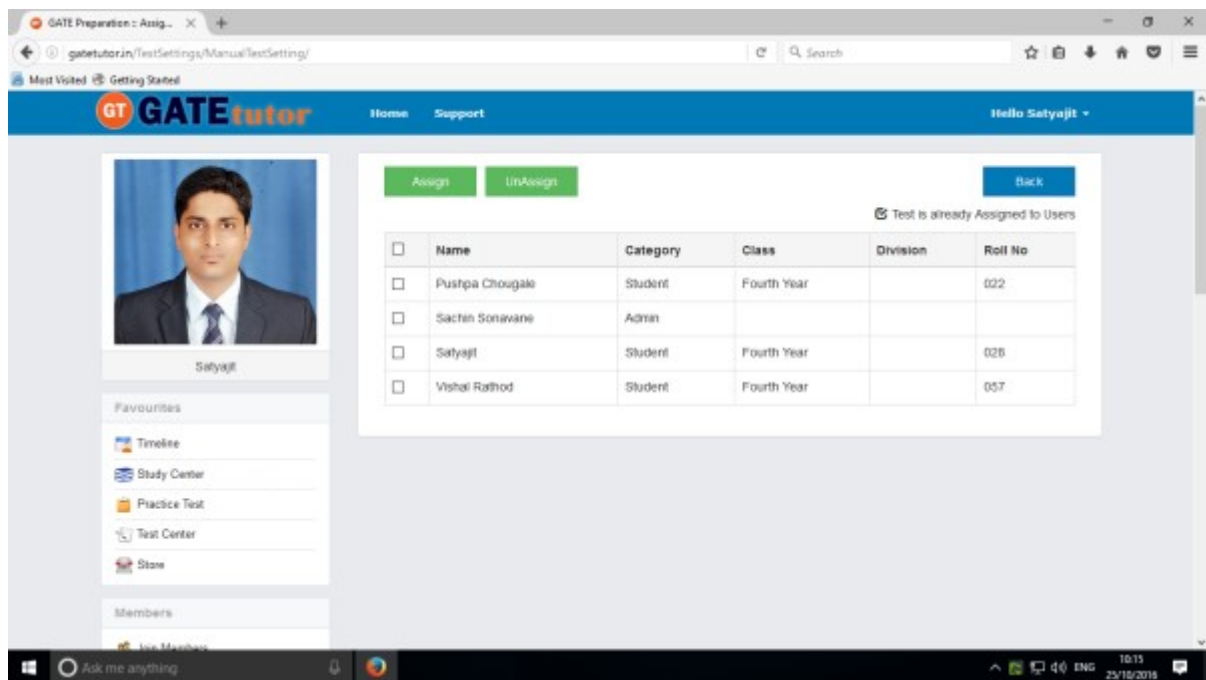 GATE Preparation :: Assig...
gatetutor.in/TestSettings/ManualTestSetting/
Search
Most Visited Getting Started
GT GATEtutor Home Support Hello Satyajit
Assign UnAssign Back
Test is already Assigned to Users
Name Category Class Division Roll No
Pushpa Chougale Student Fourth Year 022
Sachin Sonavane Admin
Satyajit Student Fourth Year 026
Vishal Rathod Student Fourth Year 057
Satyajit
Favourites
Timeline
Study Center
Practice Test
Test Center
Store
Members
Join Members
Ask me anything
ENG
10:15
25/10/2016